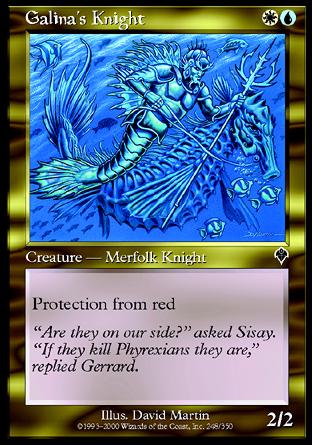 Galina's Knight
Creature — Merfolk Knight
Protection from red
"Are they on our side?" asked Sisay.
"If they kill Phyrexians they are,"
replied Gerrard.
Illus. David Martin
©1993-2000 Wizards of the Coast, Inc. 248/350
2/2